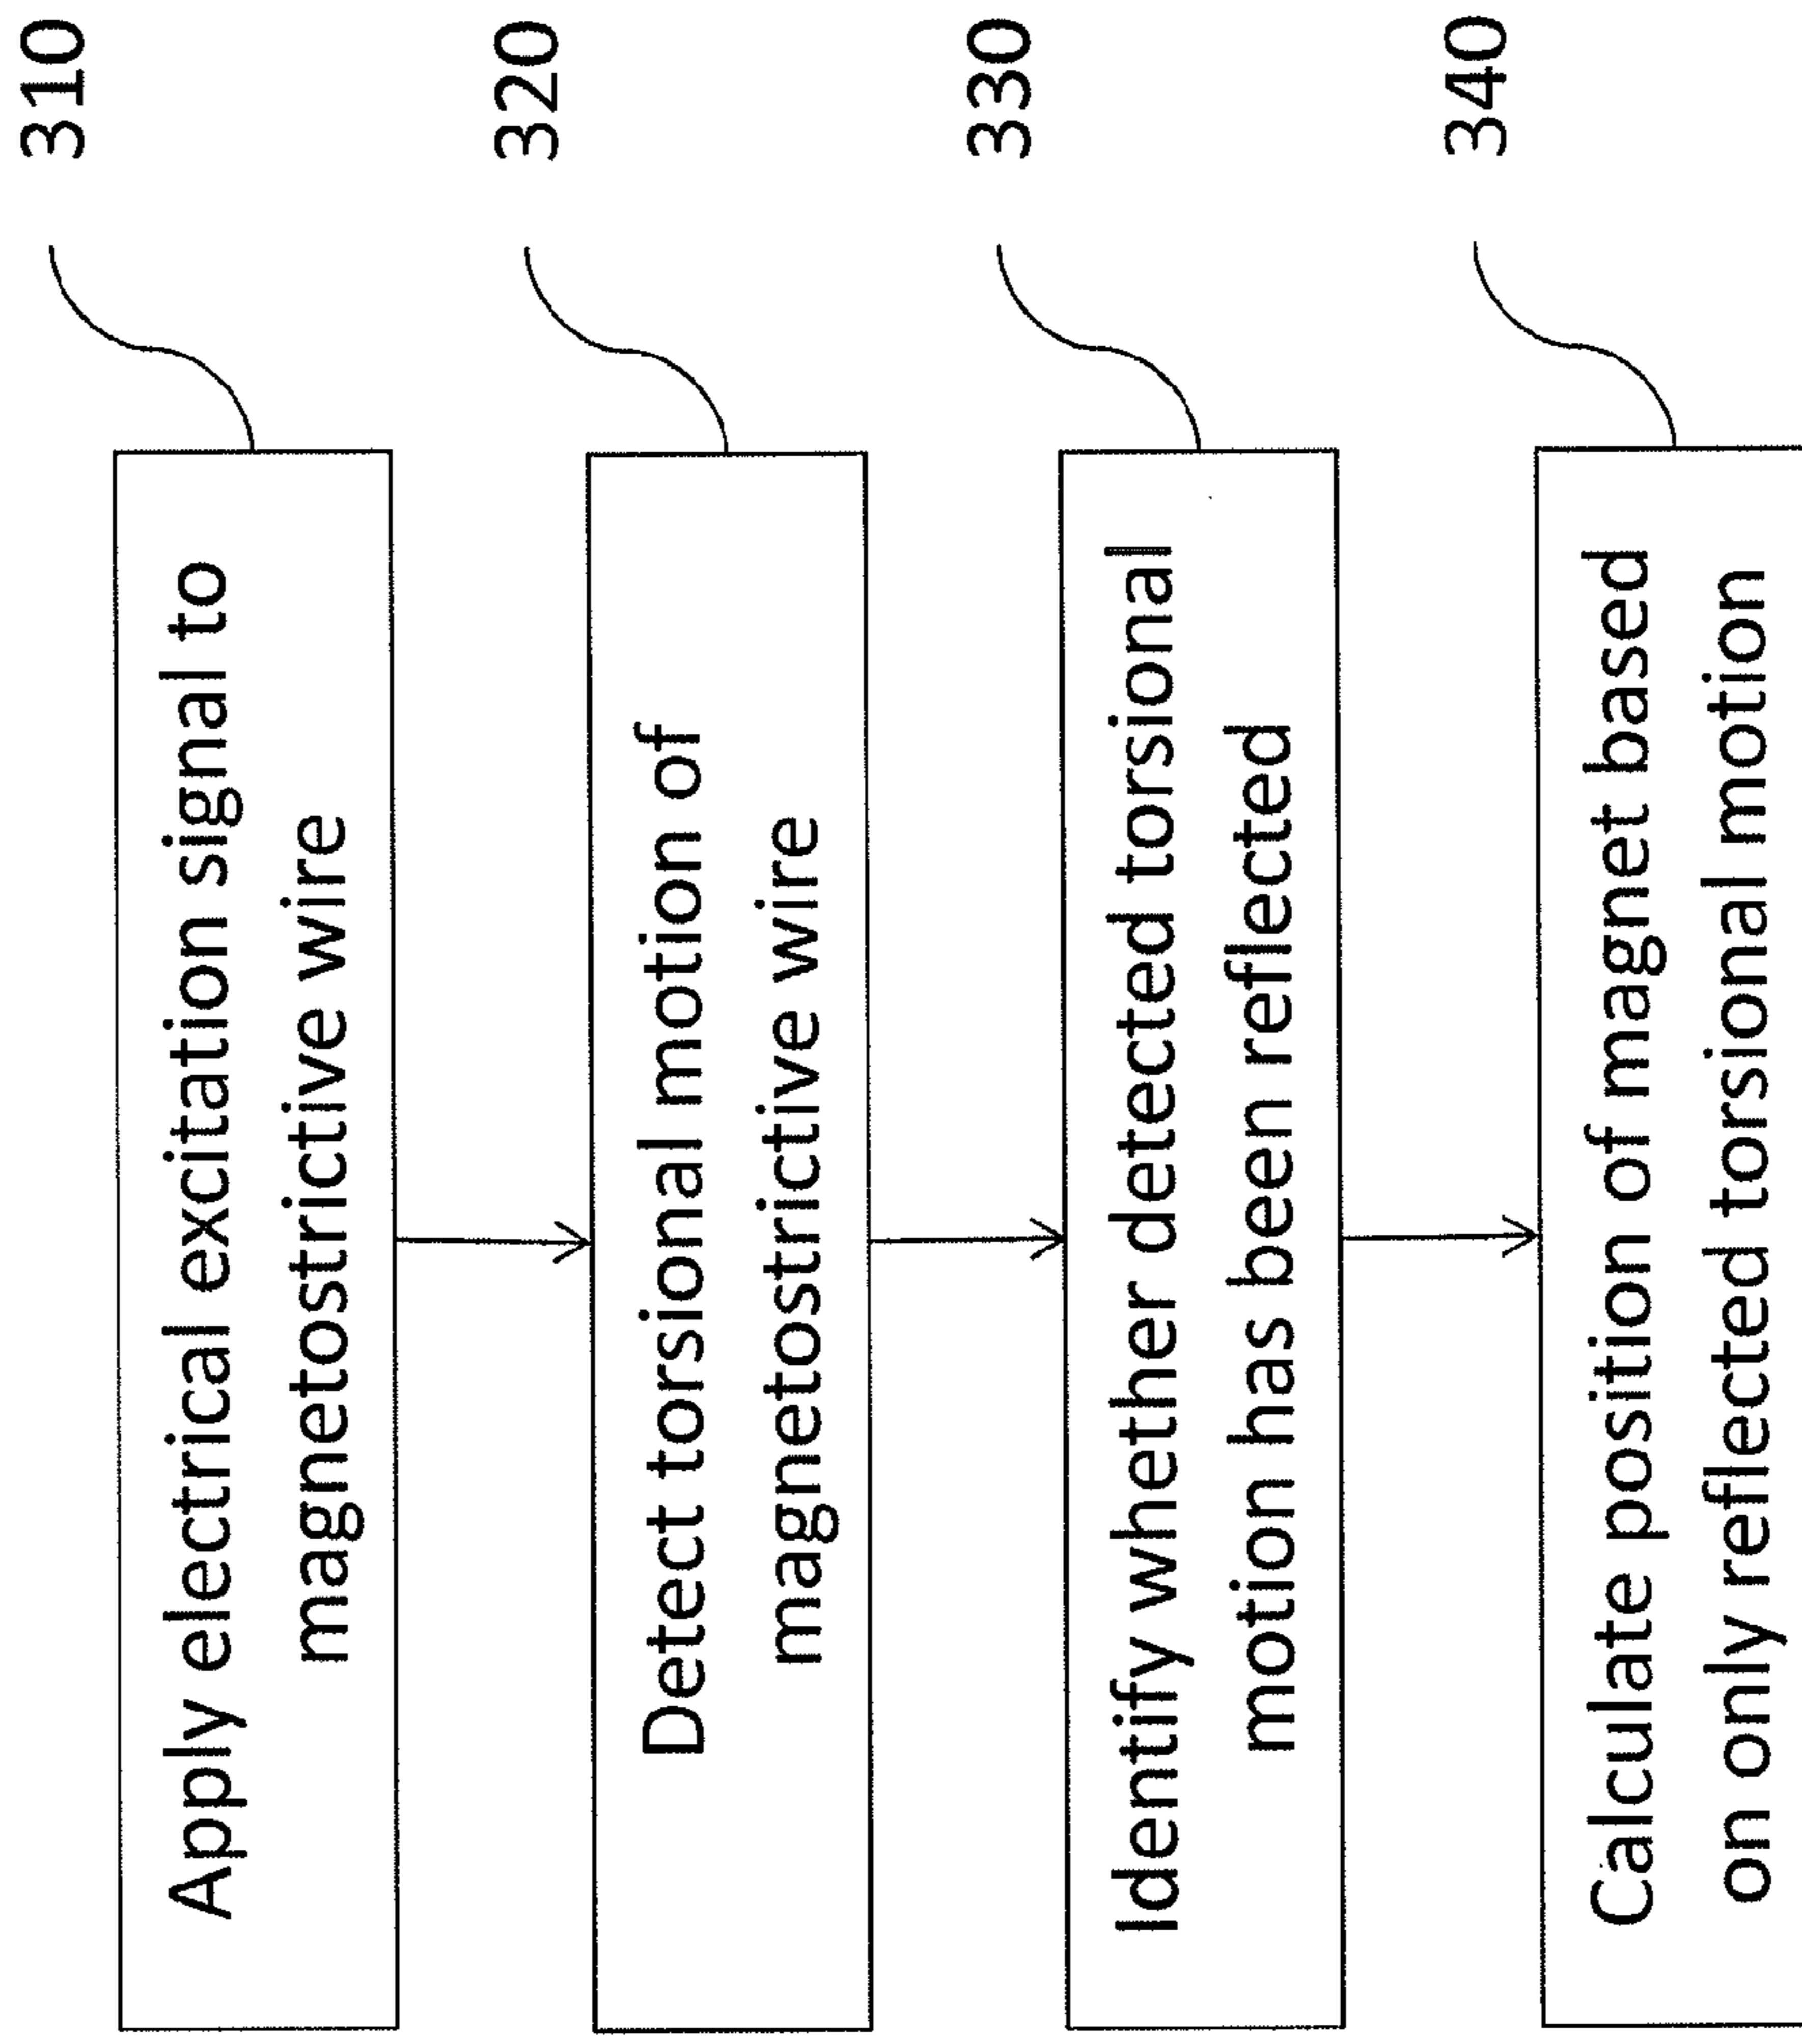 310
Apply electrical excitation signal to
magnetostrictive wire
320
Detect torsional motion of
magnetostrictive wire
330
Identify whether detected torsional
motion has been reflected
340
Calculate position of magnet based
on only reflected torsional motion